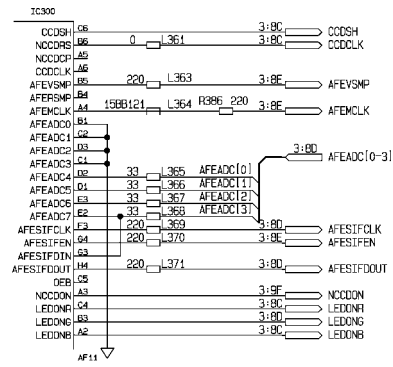 IC300
CCDSH C6 3:8C CCDSH
NCCDRS B6 0 L361 3:8C CCDCLK
NCCDCP A5
CCDCLK A6
AFEVSMP B5 220 L363 3:8E AFEVSMP
AFERSMP B4
AFEMCLK A4 15BB121 L364 R386 220 3:8E AFEMCLK
AFEADC0 B1
AFEADC1 C2
AFEADC2 D3 3:8D
AFEADC3 C1 AFEADC[0-3]
AFEADC4 D2 33 L365 AFEADC[0]
AFEADC5 D1 33 L366 AFEADC[1]
AFEADC6 E3 33 L367 AFEADC[2]
AFEADC7 E2 33 L368 AFEADC[3]
AFESIFCLK F3 220 L369 3:8D AFESIFCLK
AFESIFEN G4 220 L370 3:8E AFESIFEN
AFESIFDIN G3
AFESIFDOUT H4 220 L371 3:8D AFESIFDOUT
OEB C5
NCCDON A3 3:9F NCCDON
LEDONR C4 3:8C LEDONR
LEDONG B3 3:8D LEDONG
LEDONB A2 3:8C LEDONB
AF11